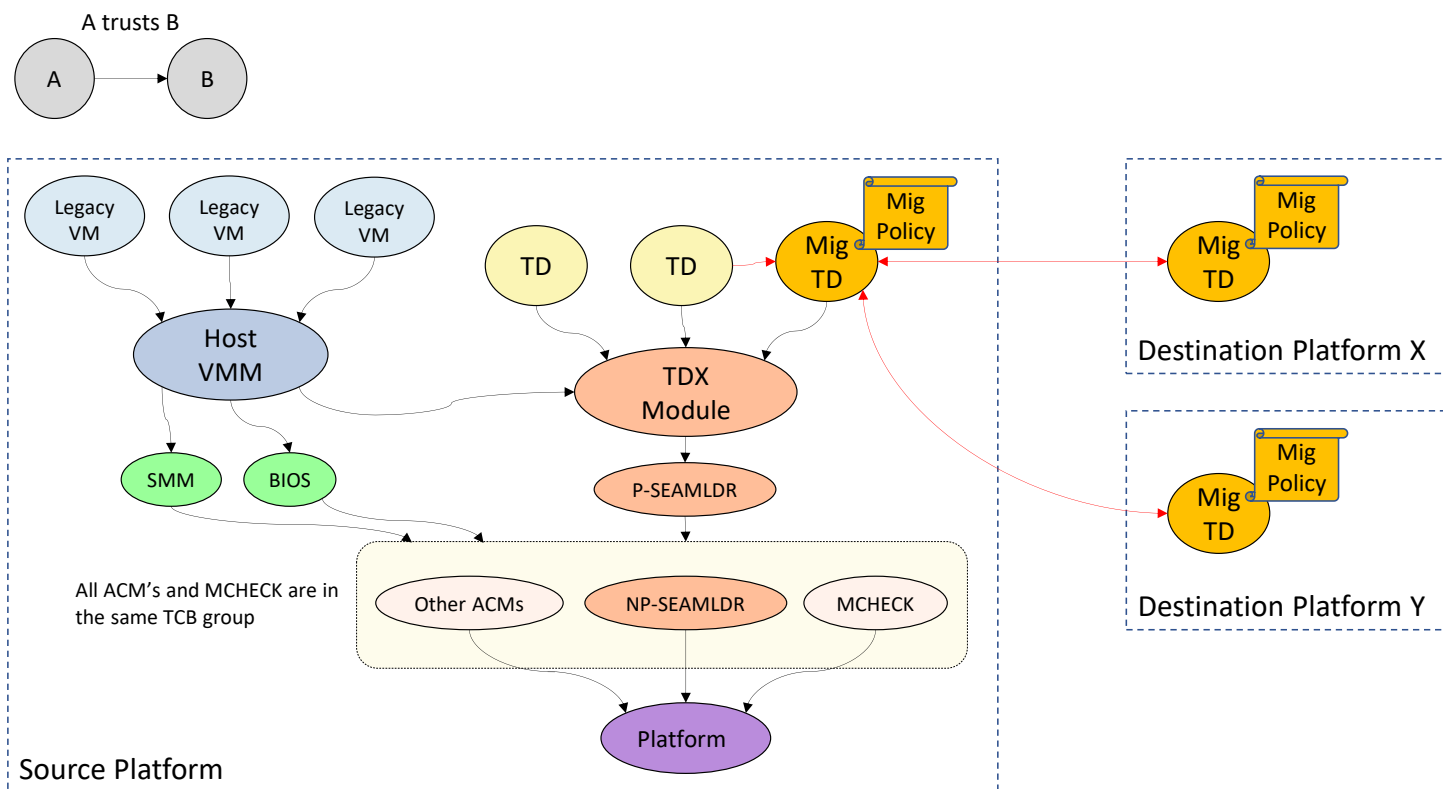 A trusts B
A
B
Legacy
VM
Legacy
VM
Legacy
VM
Mig
Policy
Mig
TD
TD
TD
Host
VMM
TDX
Module
SMM
BIOS
P-SEAMLDR
All ACM's and MCHECK are in
the same TCB group
Other ACMs
NP-SEAMLDR
MCHECK
Platform
Source Platform
Mig
Policy
Mig
TD
Destination Platform X
Mig
Policy
Mig
TD
Destination Platform Y